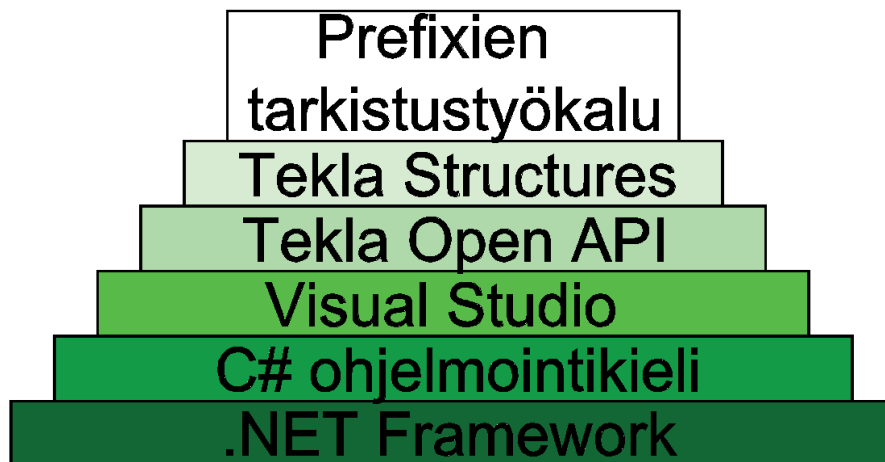 Prefixien
tarkistustyökalu
Tekla Structures
Tekla Open API
Visual Studio
C# ohjelmointikieli
.NET Framework